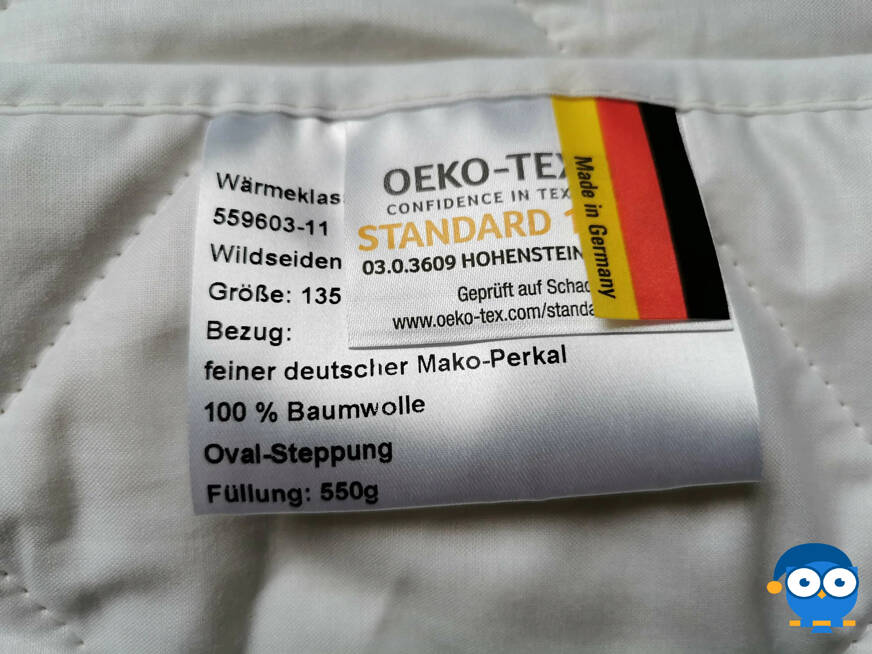 Wärmeklas
559603-11
Wildseiden
Größe: 135
Bezug:
feiner deutscher Mako-Perkal
100 % Baumwolle
Oval-Steppung
Füllung: 550g
OEKO-TEX
CONFIDENCE IN TEX
STANDARD 1
03.0.3609 HOHENSTEIN
Geprüft auf Schad
www.oeko-tex.com/standa
Made in Germany